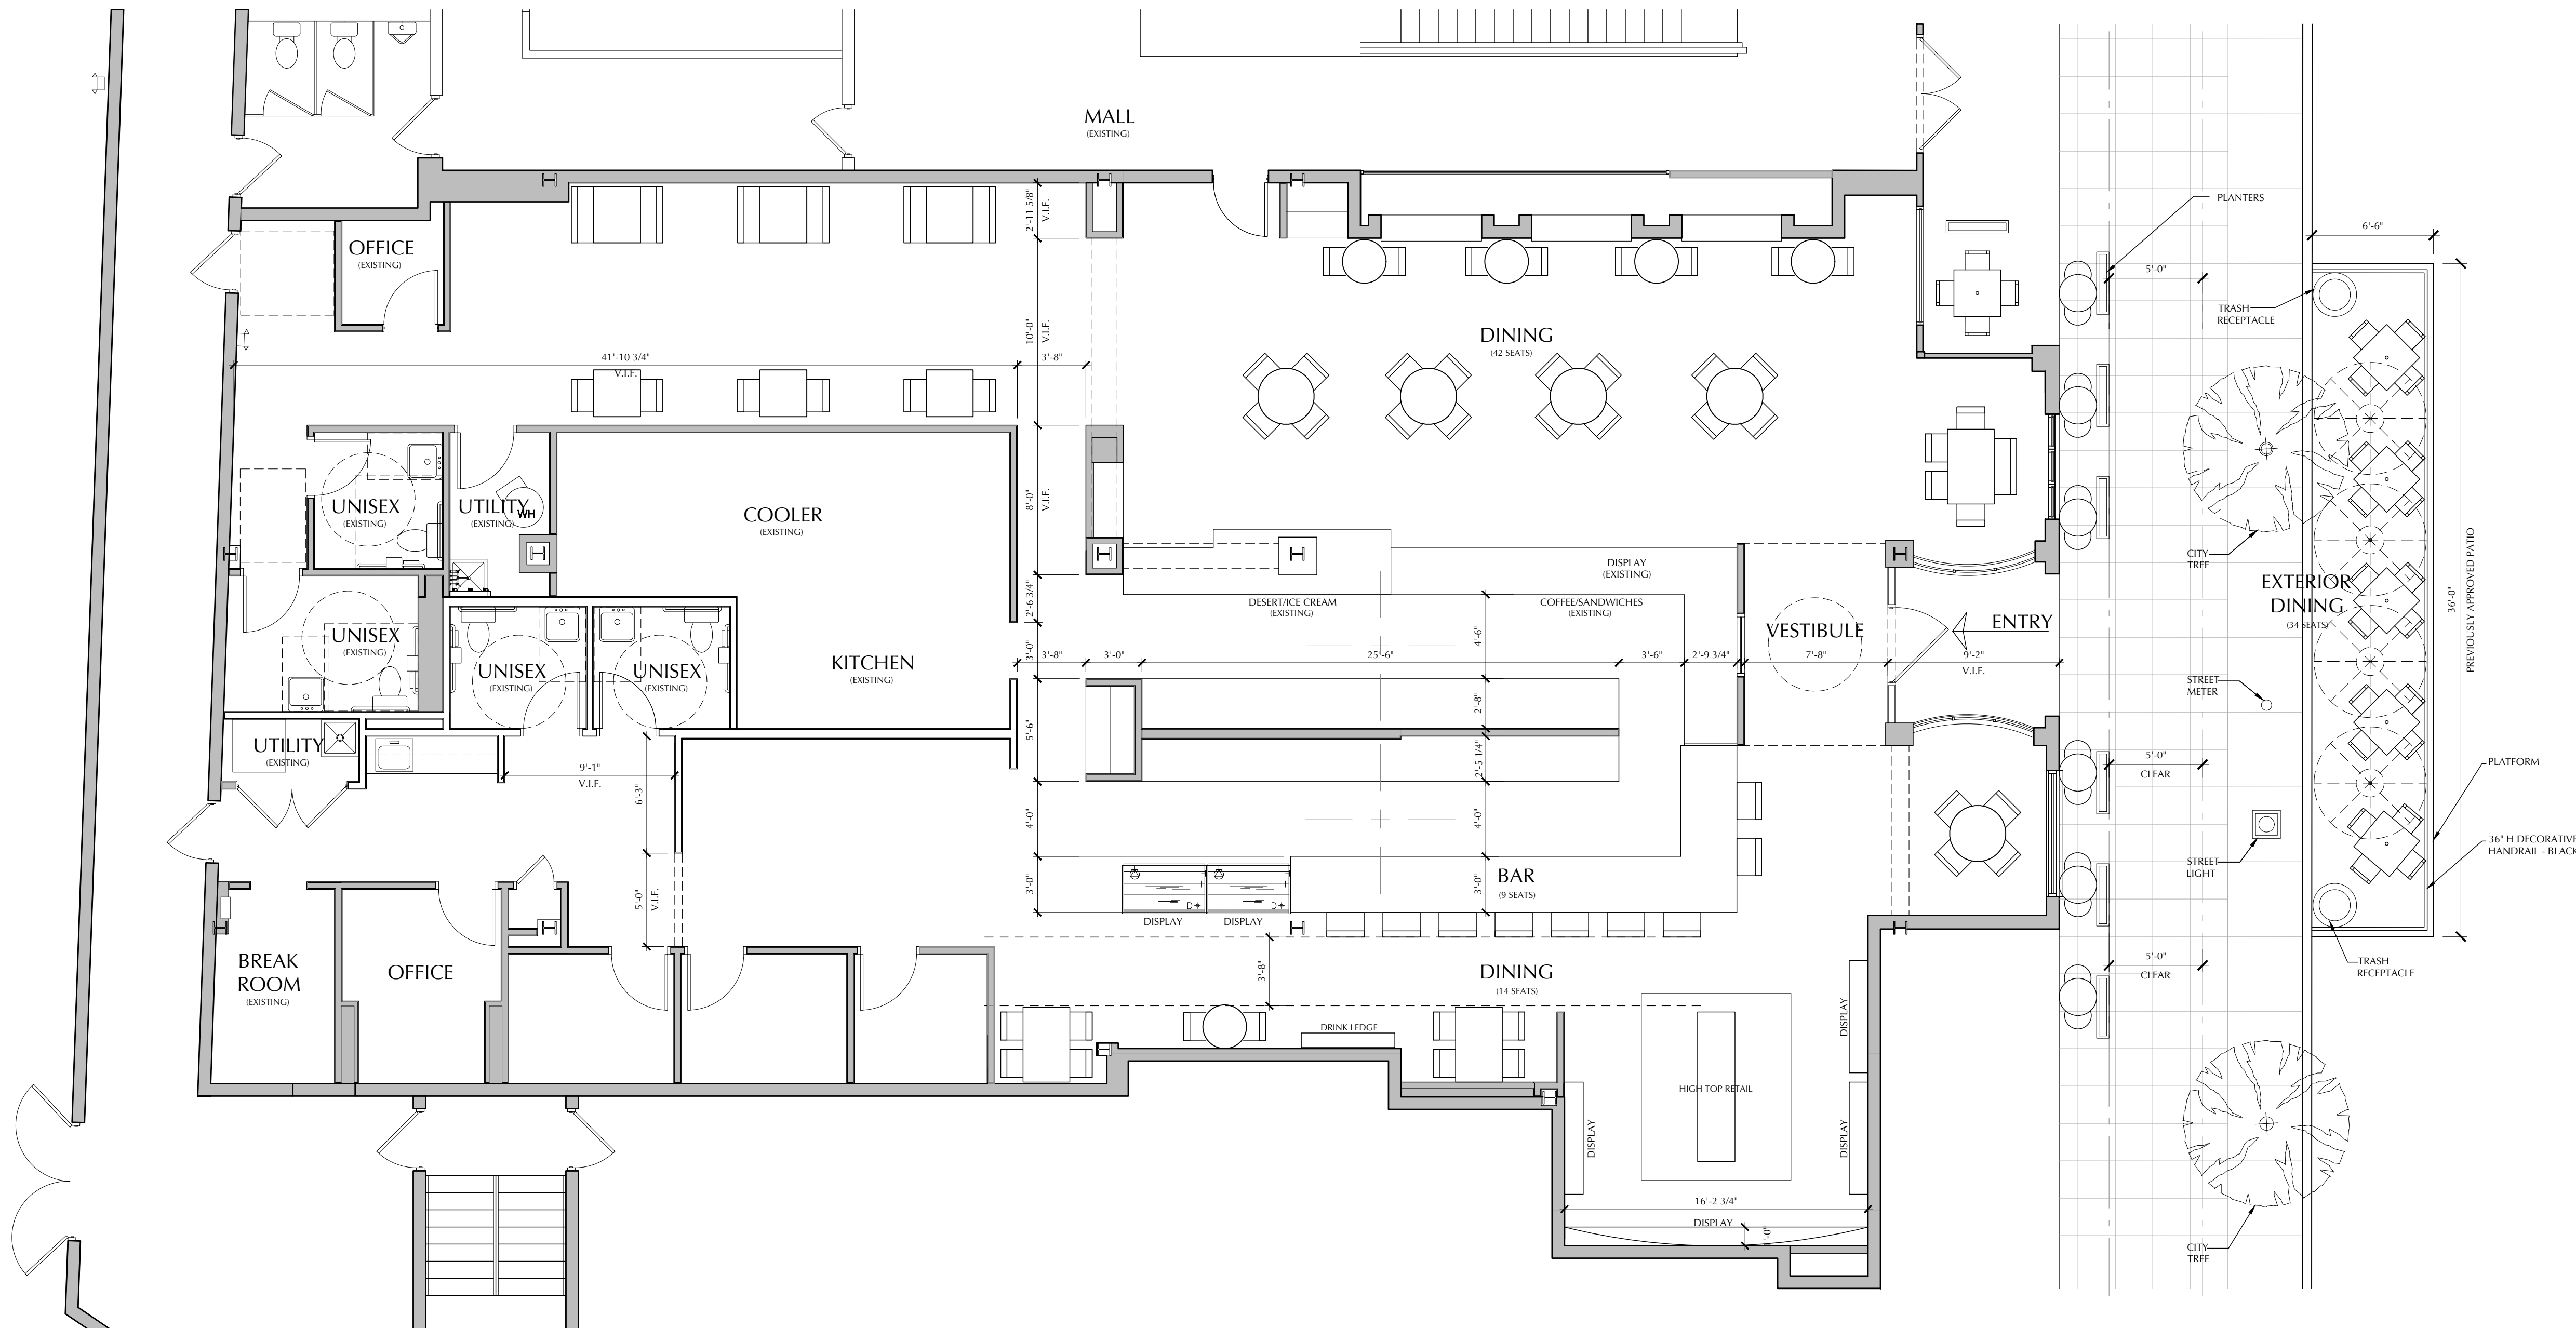 MALL
(EXISTING)
PLANTERS
OFFICE
(EXISTING)
2'-11 5/8"
V.I.F.
6'-6"
5'-0"
TRASH
RECEPTACLE
DINING
(42 SEATS)
10'-0"
V.I.F.
41'-10 3/4"
V.I.F.
3'-8"
UNISEX
(EXISTING)
UTILITY
(EXISTING)
WH
COOLER
(EXISTING)
8'-0"
V.I.F.
CITY
TREE
DISPLAY
(EXISTING)
EXTERIOR
DINING
(34 SEATS)
36'-0"
PREVIOUSLY APPROVED PATIO
DESERT/ICE CREAM
(EXISTING)
COFFEE/SANDWICHES
(EXISTING)
2'-6 3/4"
UNISEX
(EXISTING)
UNISEX
(EXISTING)
UNISEX
(EXISTING)
KITCHEN
(EXISTING)
3'-0"
3'-8"
3'-0"
25'-6"
4'-6"
3'-6"
2'-9 3/4"
VESTIBULE
7'-8"
ENTRY
9'-2"
V.I.F.
STREET
METER
2'-8"
5'-6"
2'-5 1/4"
UTILITY
(EXISTING)
9'-1"
V.I.F.
6'-3"
5'-0"
CLEAR
PLATFORM
4'-0"
4'-0"
36" H DECORATIVE
HANDRAIL - BLACK
STREET
LIGHT
BAR
(9 SEATS)
3'-0"
3'-0"
D
D
DISPLAY
DISPLAY
5'-0"
V.I.F.
BREAK
ROOM
(EXISTING)
OFFICE
3'-8"
DINING
(14 SEATS)
5'-0"
CLEAR
TRASH
RECEPTACLE
DISPLAY
DRINK LEDGE
HIGH TOP RETAIL
DISPLAY
DISPLAY
16'-2 3/4"
DISPLAY
CITY
TREE